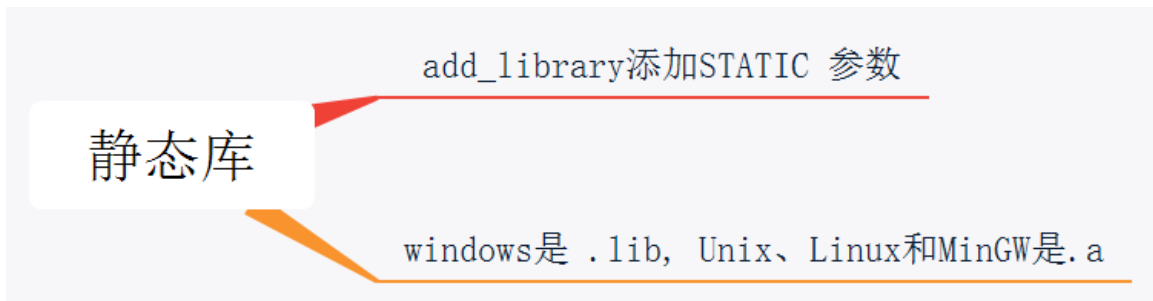 add_library添加STATIC 参数
静态库
windows是 .lib, Unix、Linux和MinGW是.a